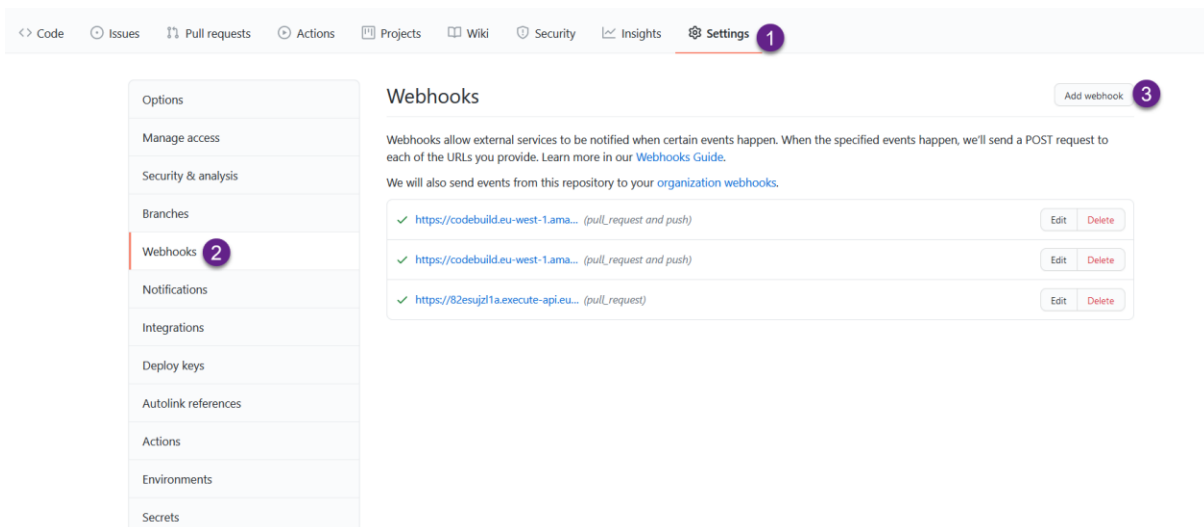 Code Issues Pull requests Actions Projects Wiki Security Insights Settings 1
Options
Manage access
Security & analysis
Branches
Webhooks 2
Notifications
Integrations
Deploy keys
Autolink references
Actions
Environments
Secrets
Webhooks
Add webhook 3
Webhooks allow external services to be notified when certain events happen. When the specified events happen, we'll send a POST request to
each of the URLs you provide. Learn more in our Webhooks Guide.
We will also send events from this repository to your organization webhooks.
https://codebuild.eu-west-1.ama... (pull_request and push) Edit Delete
https://codebuild.eu-west-1.ama... (pull_request and push) Edit Delete
https://82esujzl1a.execute-api.eu... (pull_request) Edit Delete